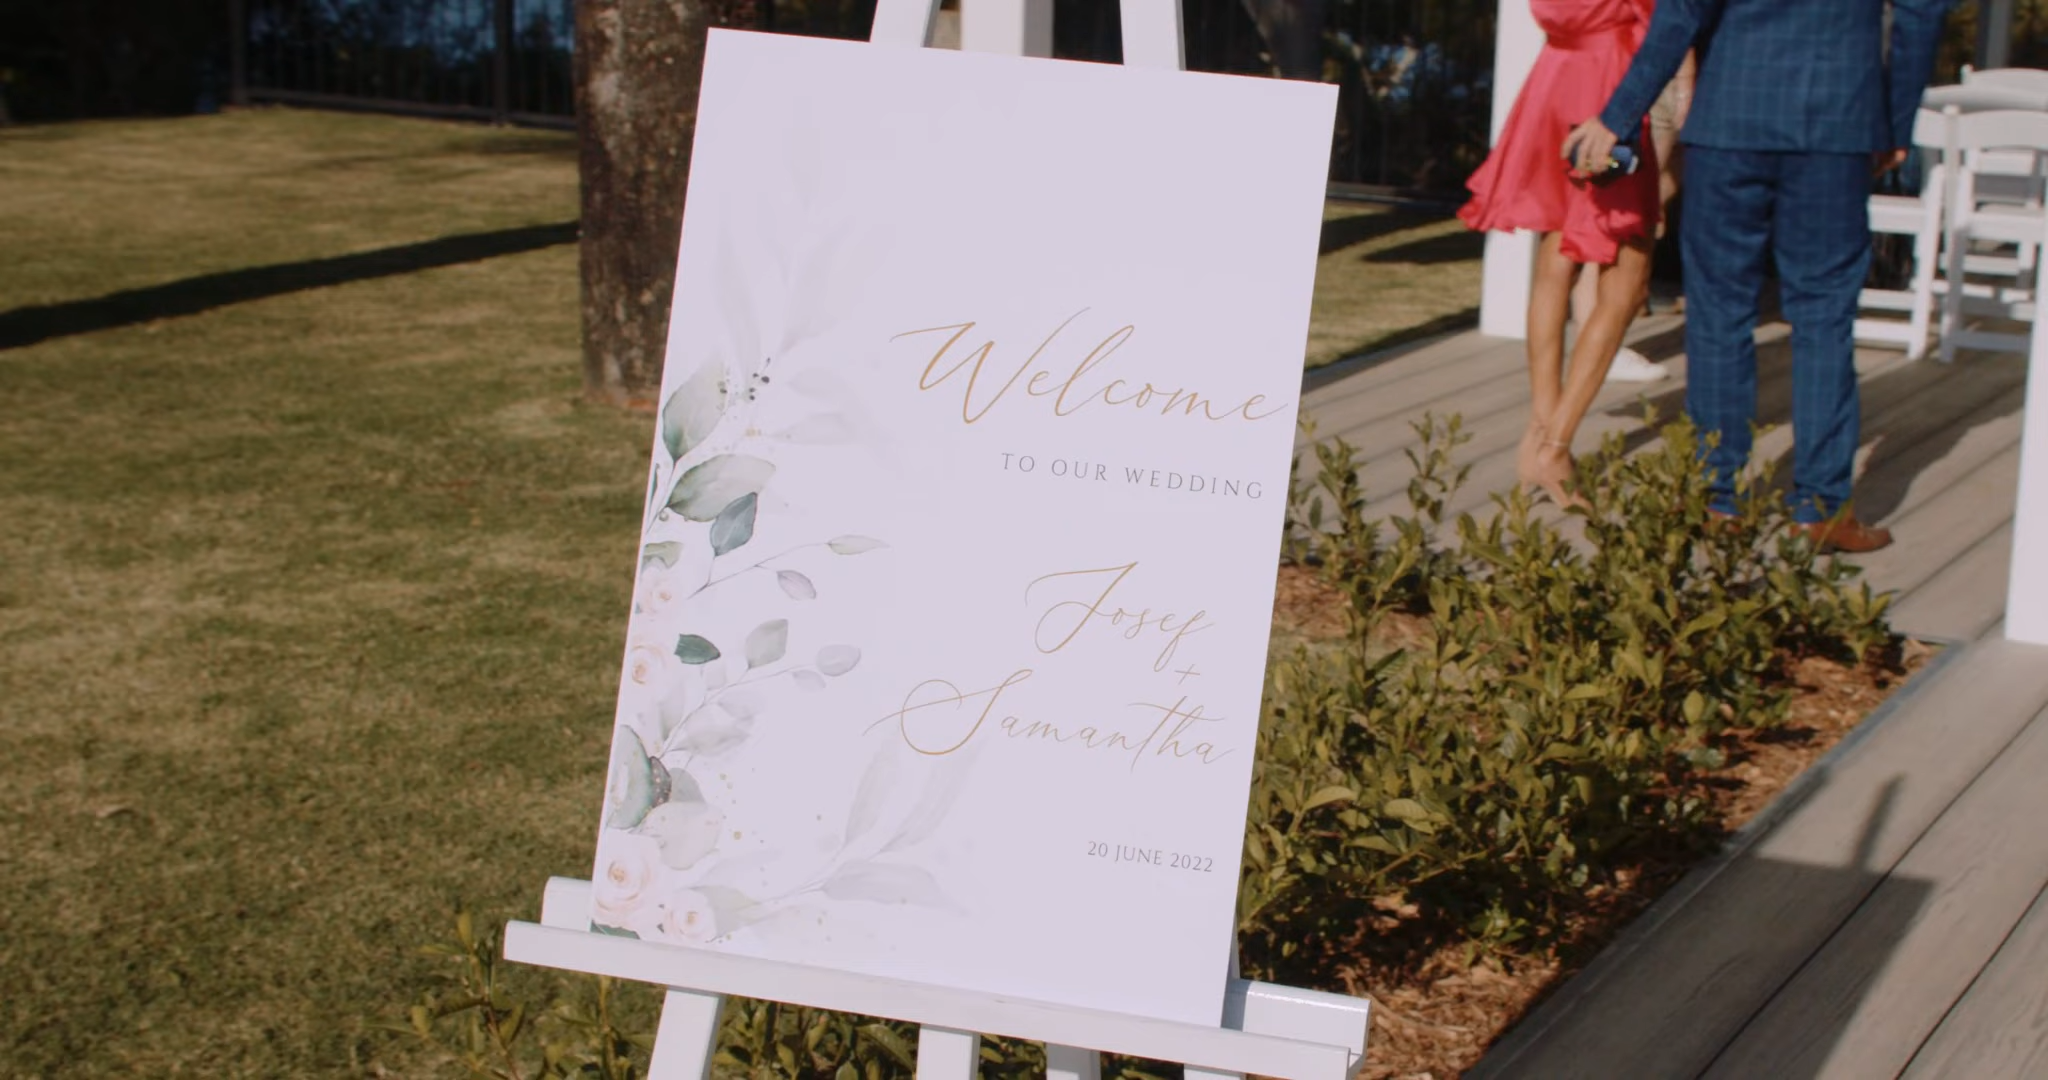 Welcome
TO OUR WEDDING
Josef
+
Samantha
20 JUNE 2022